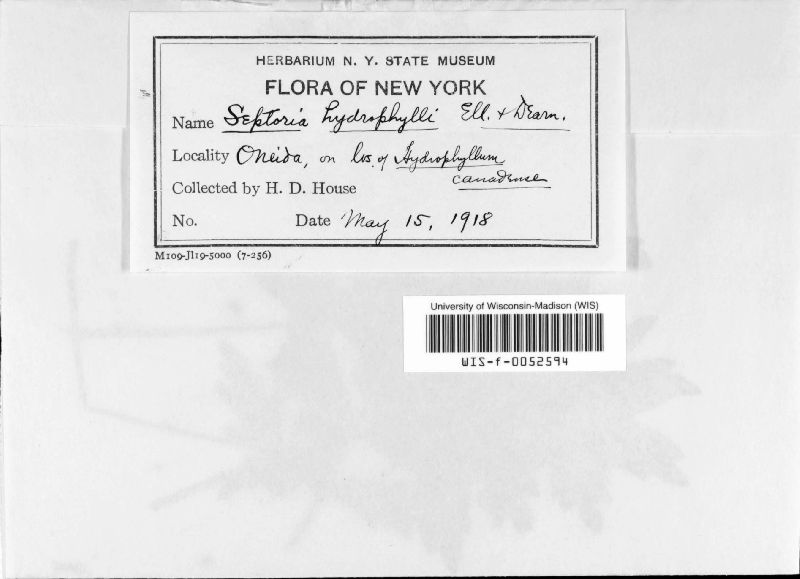 HERBARIUM N. Y. STATE MUSEUM
FLORA OF NEW YORK
Name Septoria hydrophylli Ell. & Dearn.
Locality Oneida, on lvs. of Hydrophyllum
canadense
Collected by H. D. House
No. Date May 15, 1918
M109-Jl19-5000 (7-256)
University of Wisconsin-Madison (WIS)
WIS-f-0052594